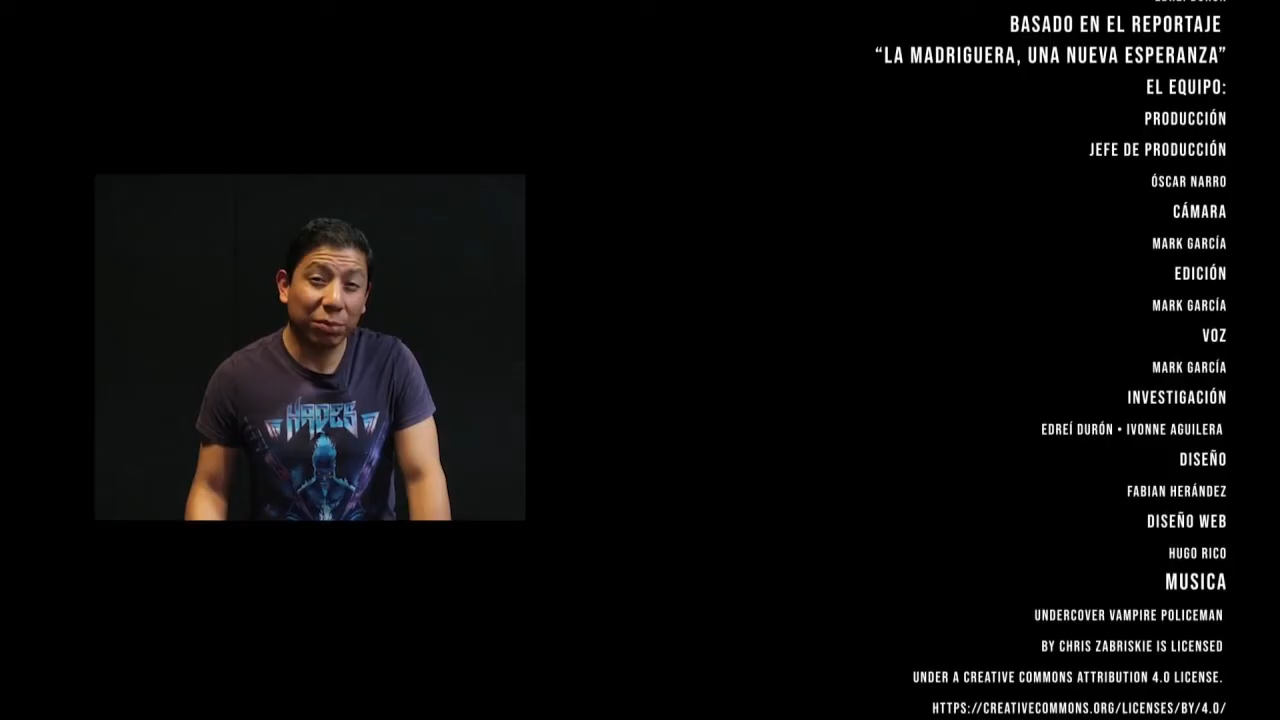 BASADO EN EL REPORTAJE
“LA MADRIGUERA, UNA NUEVA ESPERANZA”
EL EQUIPO:
PRODUCCIÓN
JEFE DE PRODUCCIÓN
ÓSCAR NARRO
CÁMARA
MARK GARCÍA
EDICIÓN
MARK GARCÍA
VOZ
MARK GARCÍA
INVESTIGACIÓN
EDREÍ DURÓN • IVONNE AGUILERA
DISEÑO
FABIAN HERÁNDEZ
DISEÑO WEB
HUGO RICO
MUSICA
UNDERCOVER VAMPIRE POLICEMAN
BY CHRIS ZABRISKIE IS LICENSED
UNDER A CREATIVE COMMONS ATTRIBUTION 4.0 LICENSE.
HTTPS://CREATIVECOMMONS.ORG/LICENSES/BY/4.0/
HADES